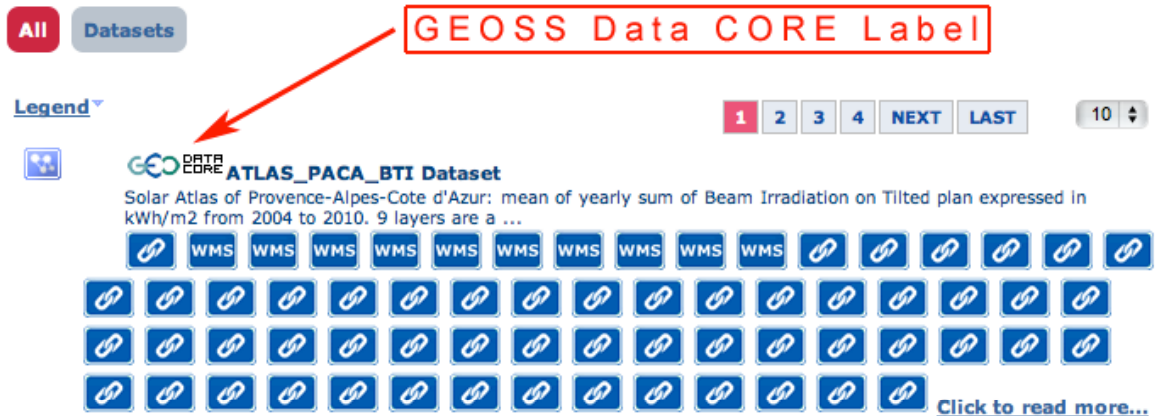 All Datasets GEOSS Data CORE Label
Legend 1 2 3 4 NEXT LAST 10
GEO DATA CORE ATLAS_PACA_BTI Dataset
Solar Atlas of Provence-Alpes-Cote d'Azur: mean of yearly sum of Beam Irradiation on Tilted plan expressed in
kWh/m2 from 2004 to 2010. 9 layers are a ...
WMS WMS WMS WMS WMS WMS WMS WMS WMS WMS
Click to read more...